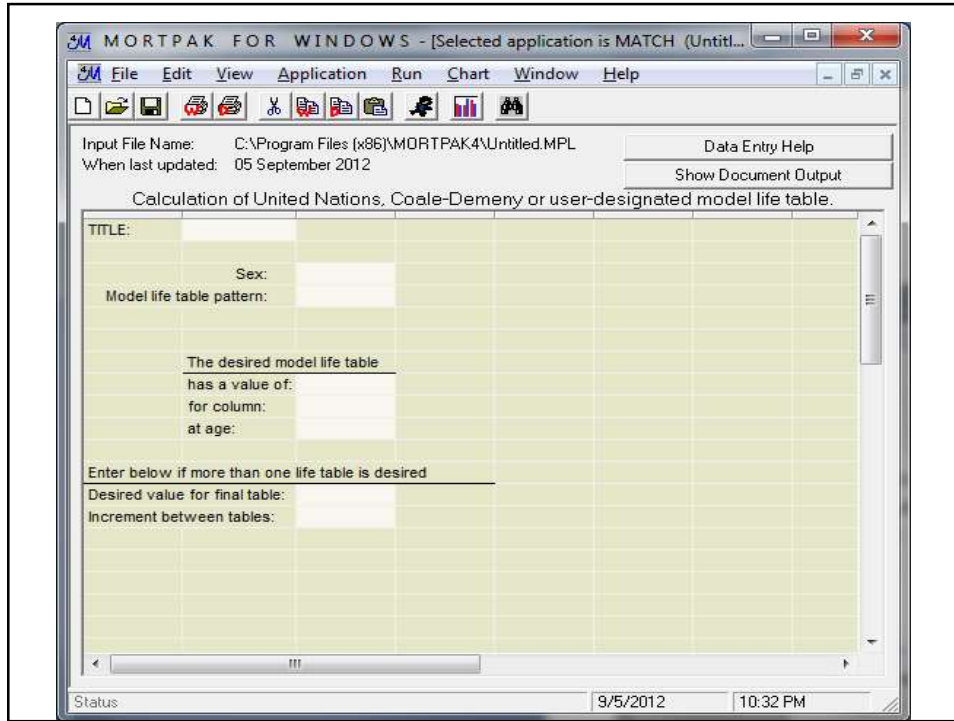 MORTPAK FOR WINDOWS - [Selected application is MATCH (Untitl...
File Edit View Application Run Chart Window Help
Input File Name: C:\Program Files (x86)\MORTPAK4\Untitled.MPL
Data Entry Help
When last updated: 05 September 2012
Show Document Output
Calculation of United Nations, Coale-Demeny or user-designated model life table.
TITLE:
Sex:
Model life table pattern:
The desired model life table
has a value of:
for column:
at age:
Enter below if more than one life table is desired
Desired value for final table:
Increment between tables:
Status 9/5/2012 10:32 PM